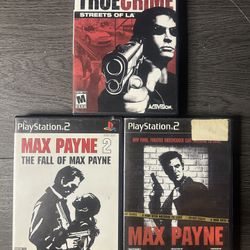 TRUE CRIME
STREETS OF LA
M
ACTIVISION
PlayStation 2
MAX PAYNE 2
THE FALL OF MAX PAYNE
PlayStation 2
MAX PAYNE